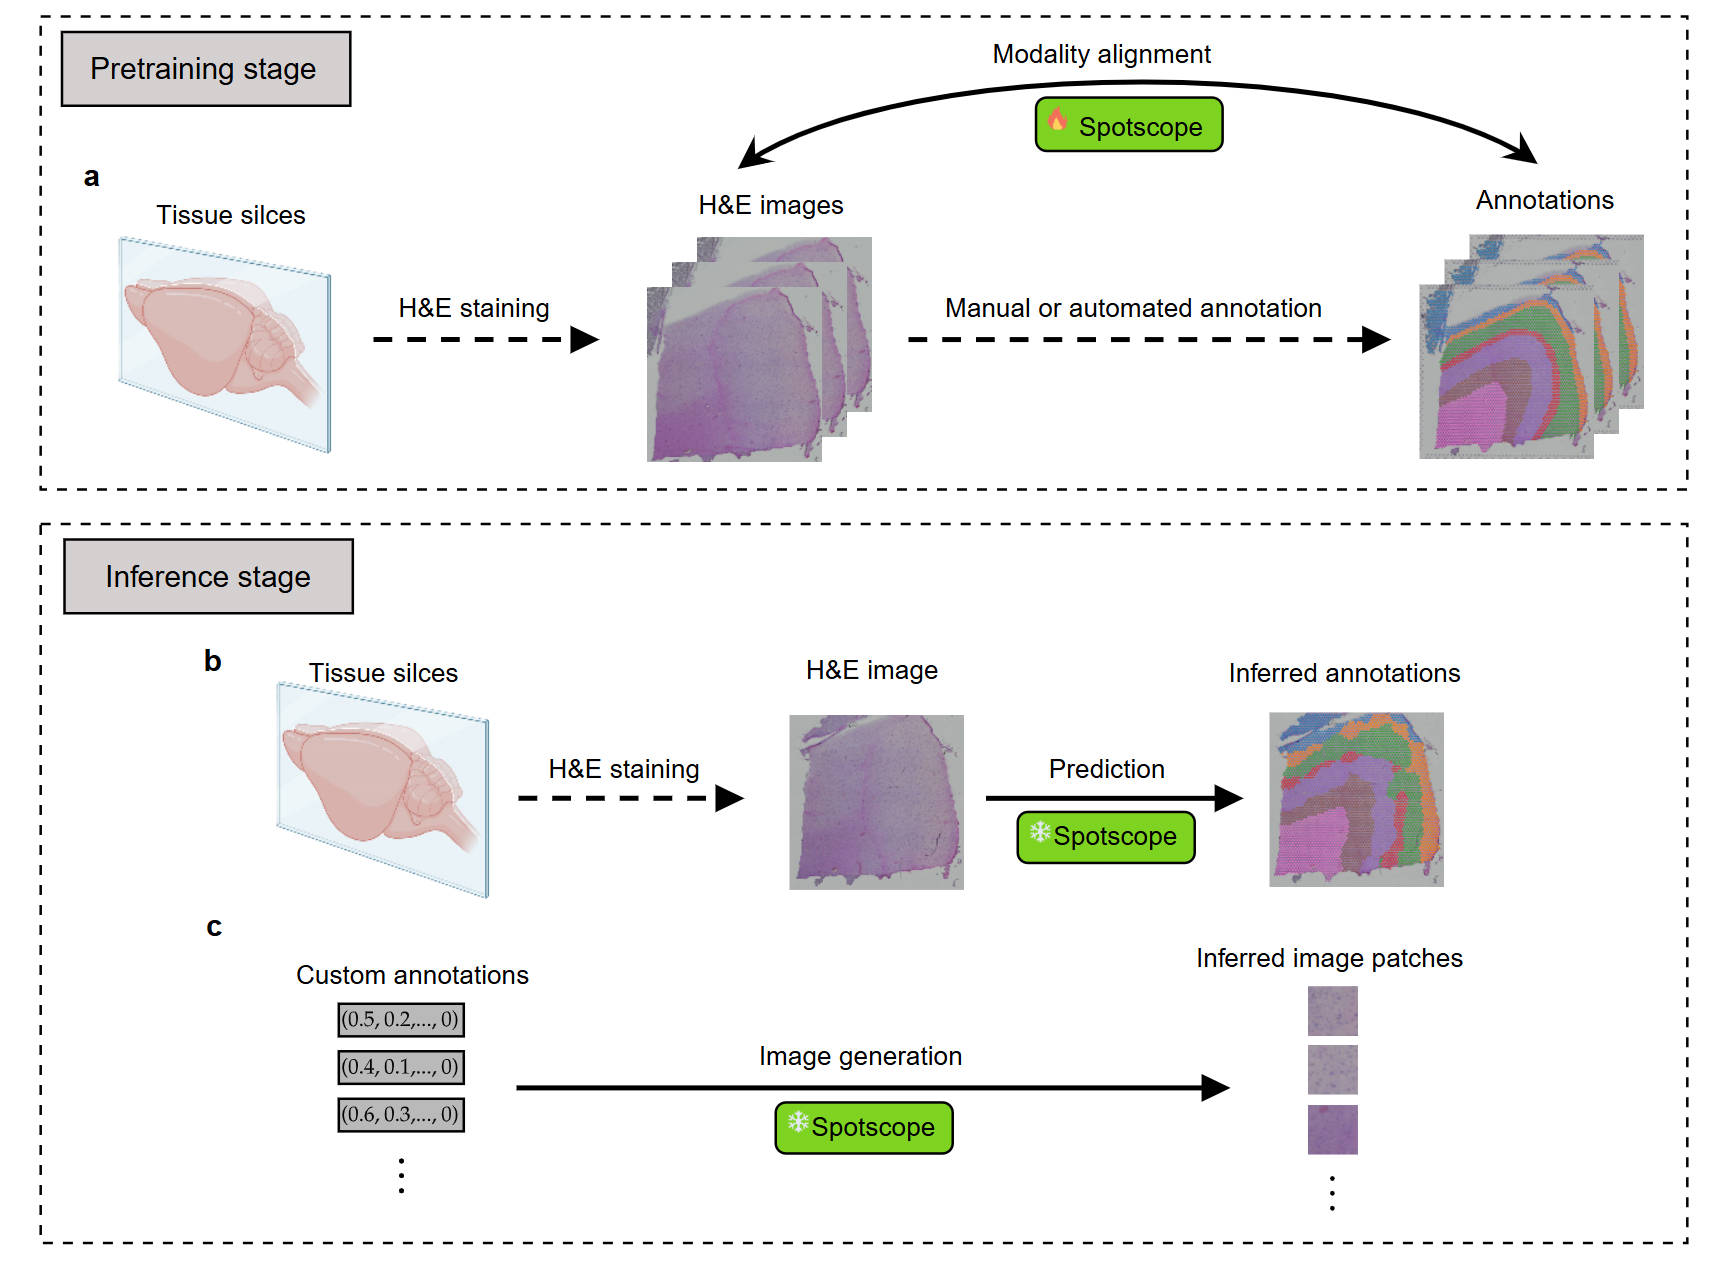 Pretraining stage
Modality alignment
Spotscope
a
Tissue silces
H&E images
Annotations
H&E staining
Manual or automated annotation
Inference stage
b
Tissue silces
H&E image
Inferred annotations
H&E staining
Prediction
Spotscope
c
Custom annotations
Inferred image patches
(0.5, 0.2,..., 0)
(0.4, 0.1,..., 0)
(0.6, 0.3,..., 0)
Image generation
Spotscope